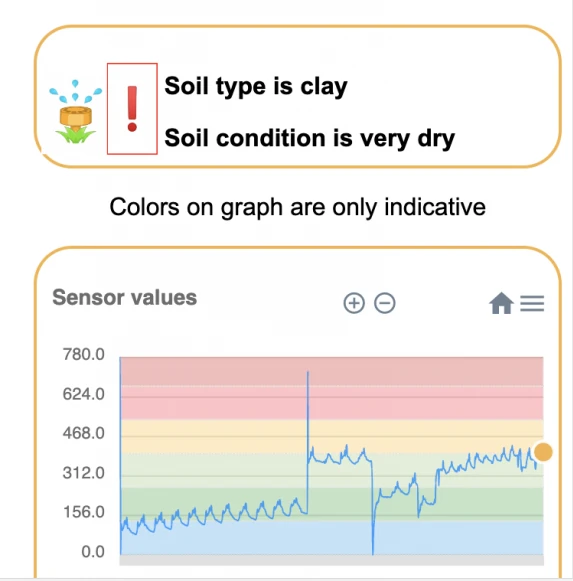 Soil type is clay
Soil condition is very dry
Colors on graph are only indicative
Sensor values
780.0
624.0
468.0
312.0
156.0
0.0